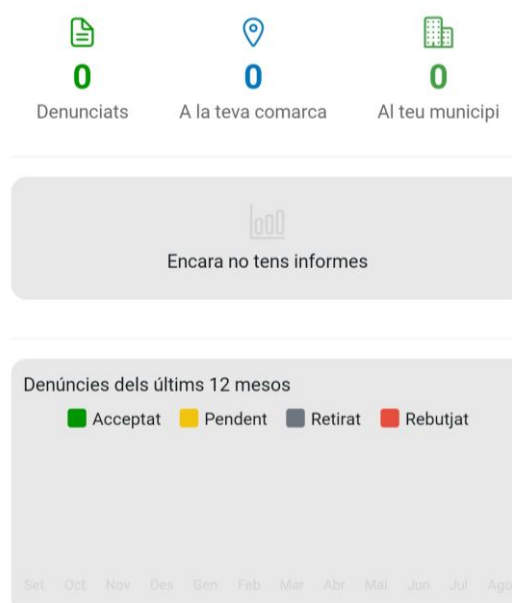 0 0 0
Denunciats A la teva comarca Al teu municipi
Encara no tens informes
Denúncies dels últims 12 mesos
Acceptat Pendent Retirat Rebutjat
Set Oct Nov Des Gen Feb Mar Abr Mai Jun Jul Ago